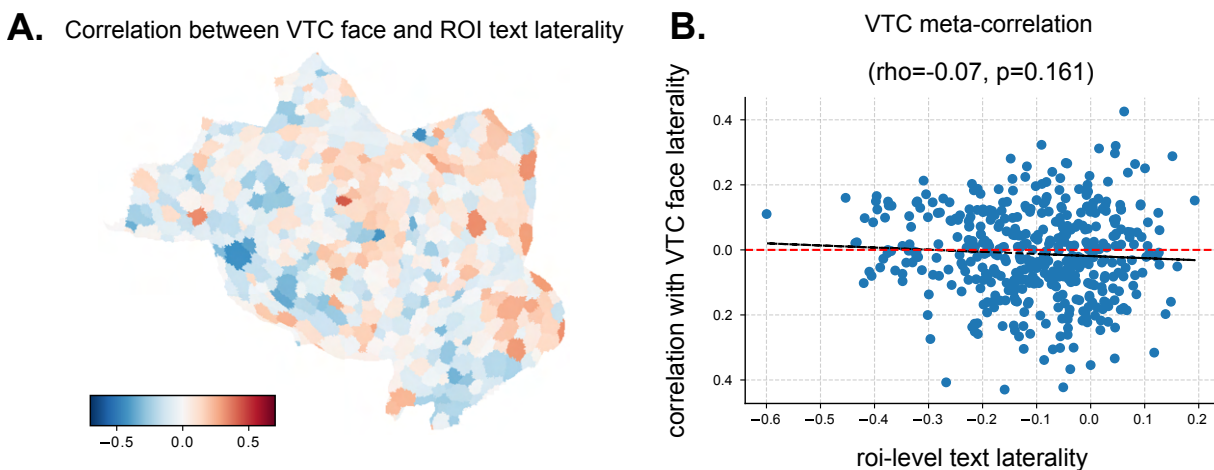 A. Correlation between VTC face and ROI text laterality
−0.5 0.0 0.5
B.
VTC meta-correlation
(rho=-0.07, p=0.161)
correlation with VTC face laterality
0.4
0.2
0.0
0.2
0.4
−0.6 −0.5 −0.4 −0.3 −0.2 −0.1 0.0 0.1 0.2
roi-level text laterality